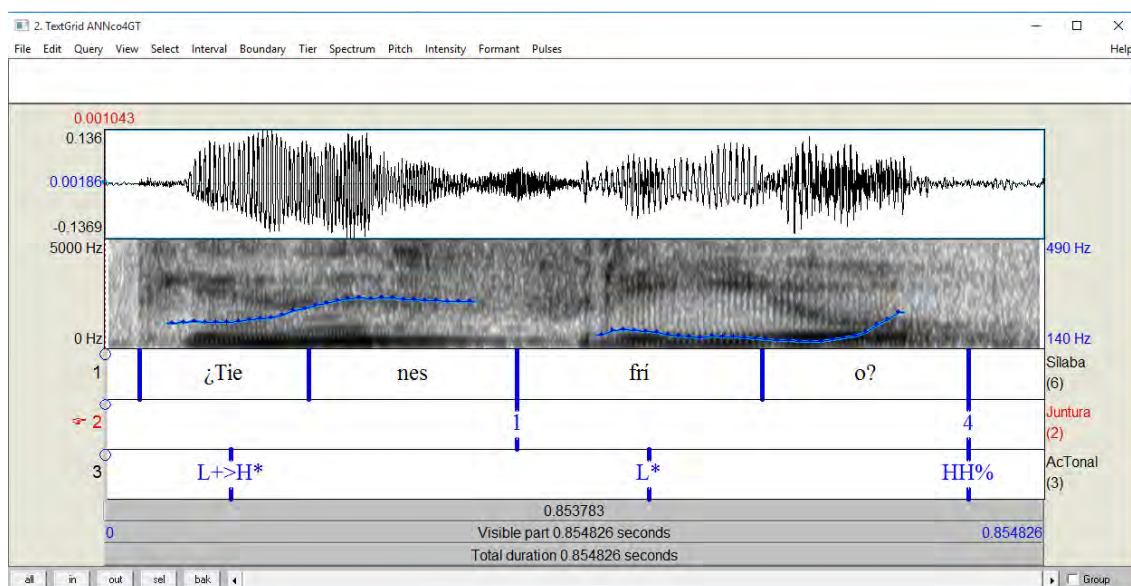 2. TextGrid ANNco4GT
File Edit Query View Select Interval Boundary Tier Spectrum Pitch Intensity Formant Pulses Help
0.001043
0.136
0.00186
-0.1369
5000 Hz 490 Hz
0 Hz 140 Hz
1 ¿Tie nes frí o? Sílaba
(6)
2 1 4 Juntura
(2)
3 L+>H* L* HH% AcTonal
(3)
0.853783
0 Visible part 0.854826 seconds 0.854826
Total duration 0.854826 seconds
all in out sel bak Group